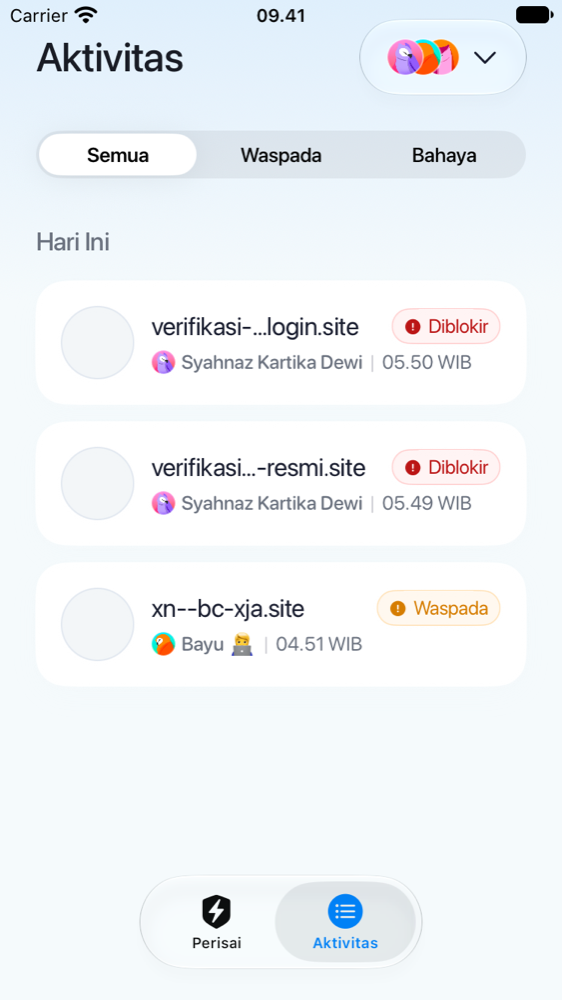 Carrier 09.41
Aktivitas
Semua Waspada Bahaya
Hari Ini
verifikasi-...login.site Diblokir
Syahnaz Kartika Dewi | 05.50 WIB
verifikasi...-resmi.site Diblokir
Syahnaz Kartika Dewi | 05.49 WIB
xn--bc-xja.site Waspada
Bayu 🧑‍💻 | 04.51 WIB
Perisai Aktivitas